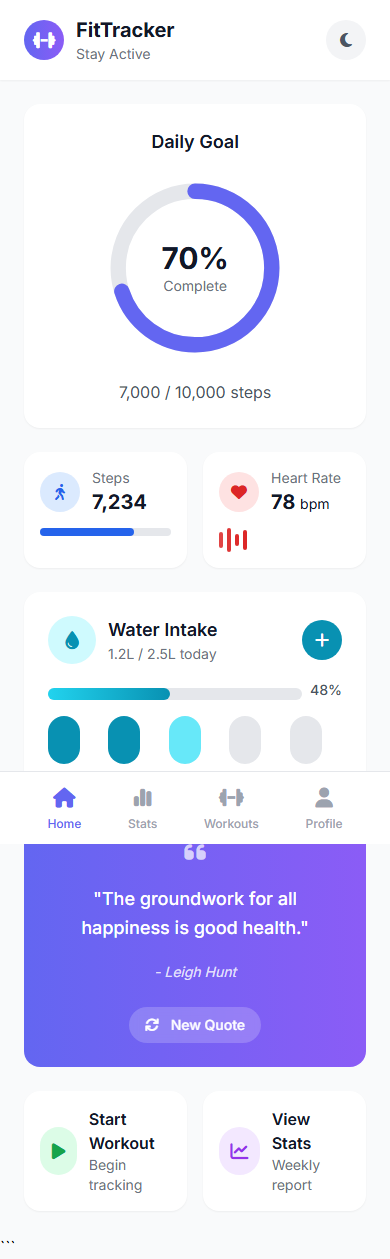 FitTracker
Stay Active
Daily Goal
70%
Complete
7,000 / 10,000 steps
Steps
7,234
Heart Rate
78 bpm
Water Intake
1.2L / 2.5L today
48%
Home
Stats
Workouts
Profile
"The groundwork for all
happiness is good health."
- Leigh Hunt
New Quote
Start
Workout
Begin
tracking
View
Stats
Weekly
report
```